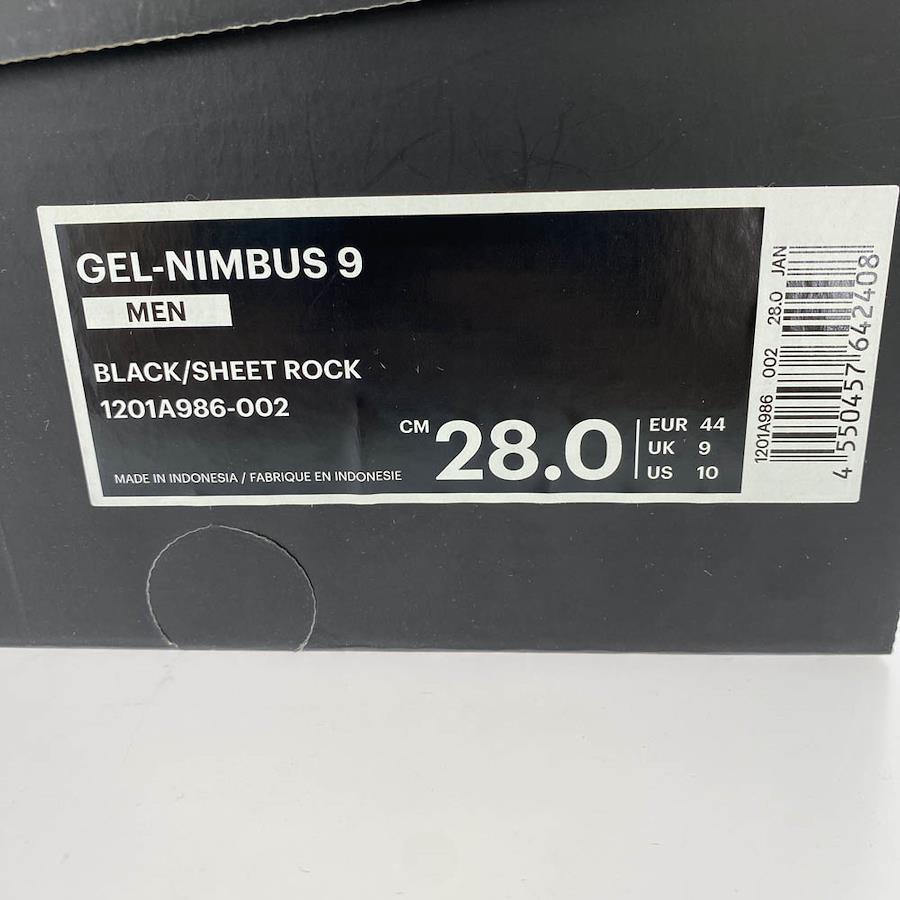 GEL-NIMBUS 9
MEN
BLACK/SHEET ROCK
1201A986-002
MADE IN INDONESIA / FABRIQUE EN INDONESIE
CM 28.0
EUR 44
UK 9
US 10
1201A986 002 28.0 JAN
4 550457 642408